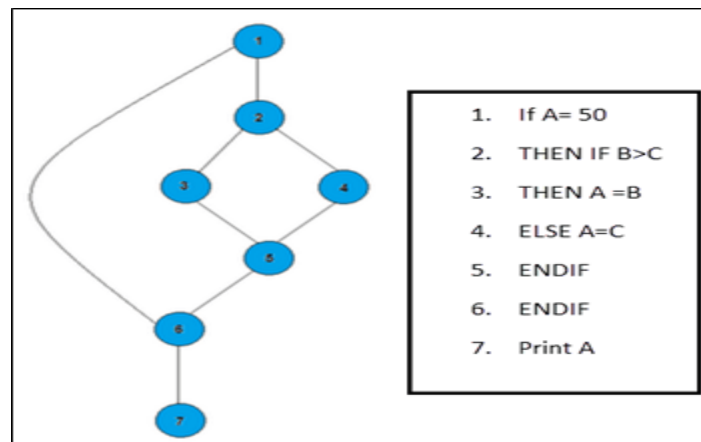 1
2
3
4
5
6
7
1. If A= 50
2. THEN IF B>C
3. THEN A =B
4. ELSE A=C
5. ENDIF
6. ENDIF
7. Print A